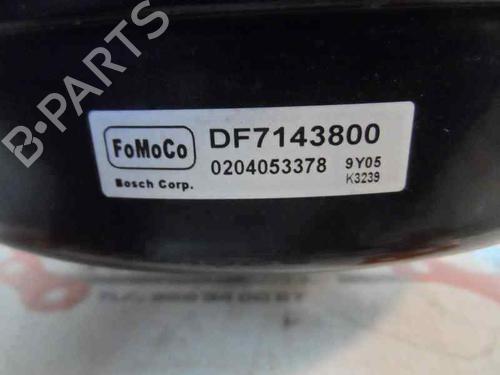 FoMoCo
DF7143800
0204053378
9Y05
Bosch Corp.
K3239
B-PARTS